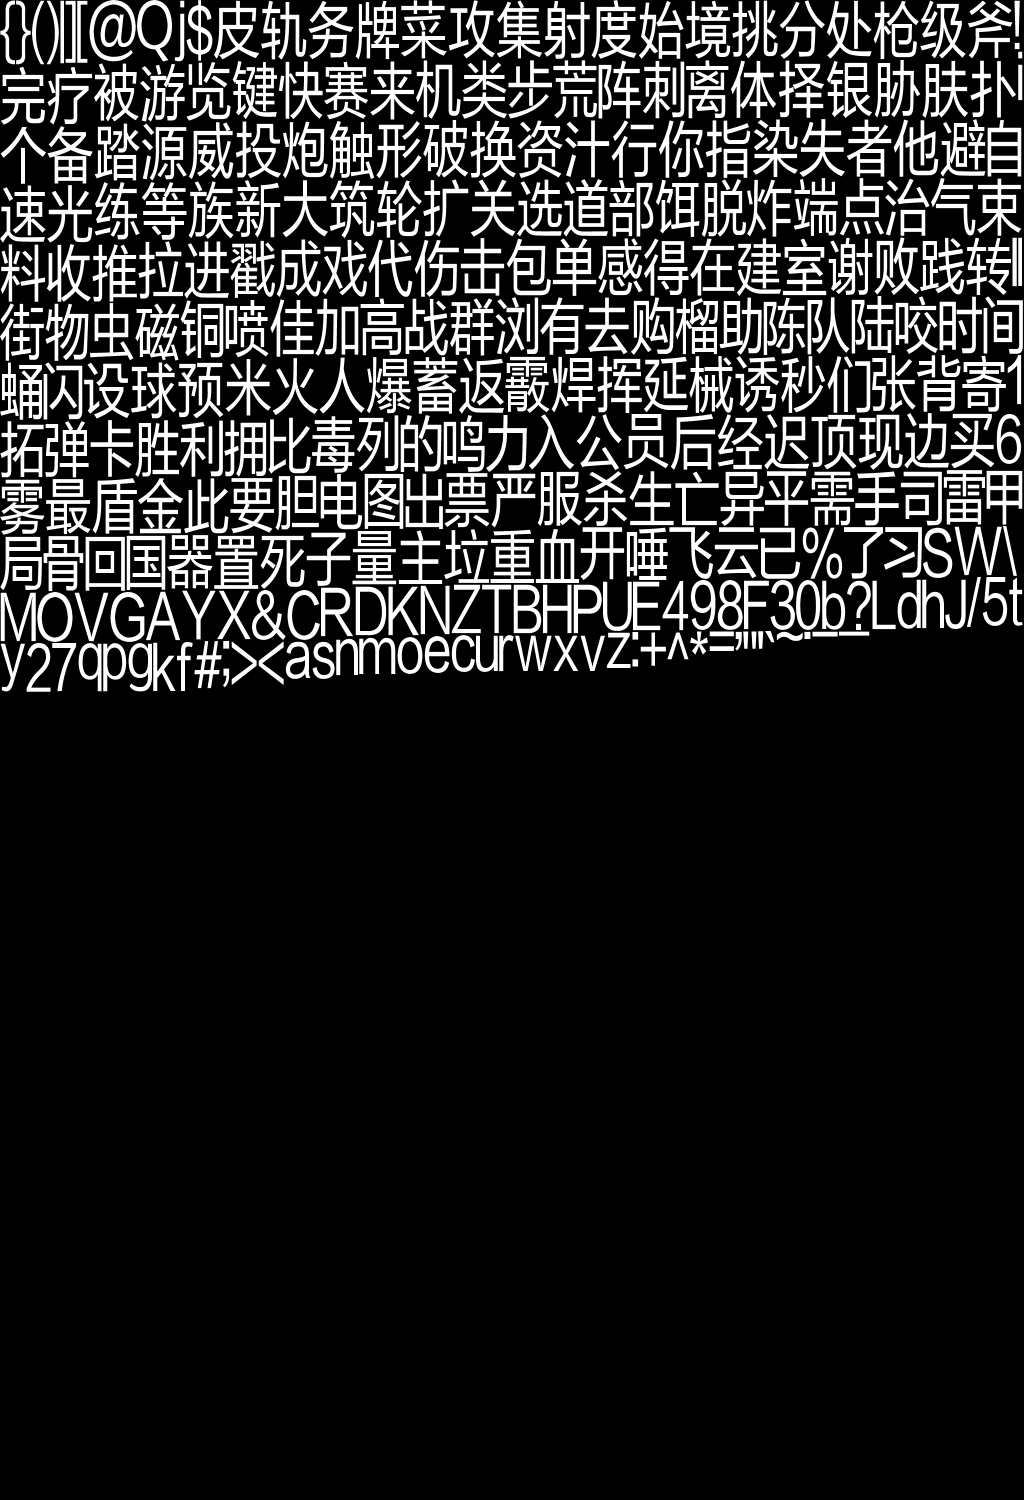 {}()|][@Qj$皮轨务牌菜攻集射度始境挑分处枪级斧!
完疗被游览键快赛来机类步荒阵刺离体择银胁肤扑
个备踏源威投炮触形破换资汁行你指染失者他避自
速光练等族新大筑轮扩关选道部饵脱炸端点治气束
料收推拉进戳成戏代伤击包单感得在建室谢败践转
街物虫磁铜喷佳加高战群浏有去购榴助陈队陆咬时间
蛹闪设球预米火人爆蓄返霰焊挥延械诱秒们张背寄1
拓弹卡胜利拥比毒列的鸣力入公员后经迟顶现边买6
雾最盾金此要胆电图出票严服杀生亡异平需手司雷甲
局骨回国器置死子量主垃重血开唾飞云已%了习SW\
MOVGAYX&CRDKNZTBHPUE498F30b?LdhJ/5t
y27qpgkf#;><asnmoecurwxvz:+^*='"`~._–